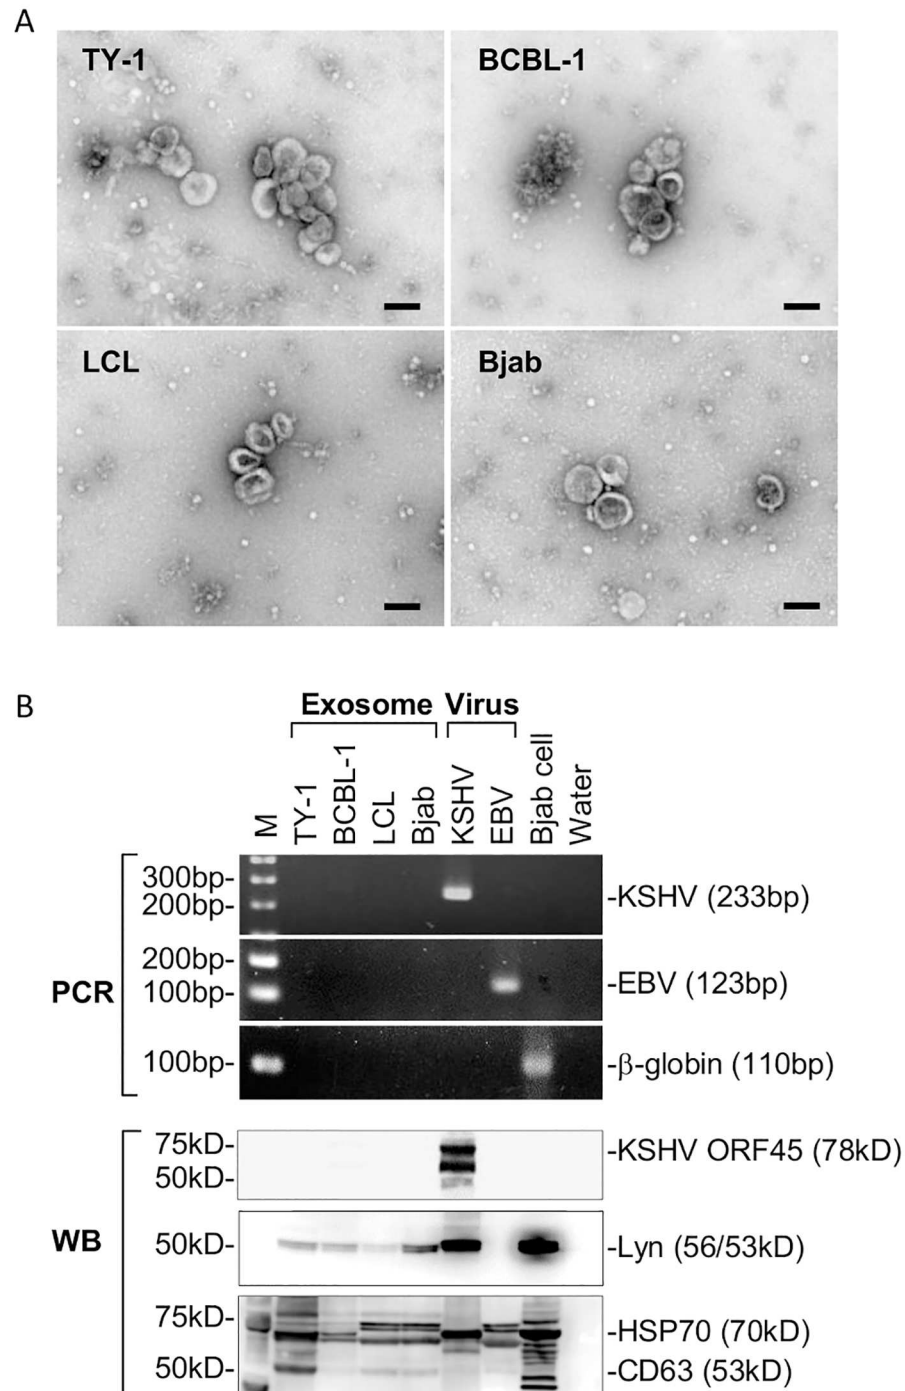 A
TY-1
BCBL-1
LCL
Bjab
B
Exosome Virus
M TY-1 BCBL-1 LCL Bjab KSHV EBV Bjab cell Water
PCR
300bp-
200bp-
-KSHV (233bp)
200bp-
100bp-
-EBV (123bp)
100bp-
-β-globin (110bp)
WB
75kD-
50kD-
-KSHV ORF45 (78kD)
50kD-
-Lyn (56/53kD)
75kD-
50kD-
-HSP70 (70kD)
-CD63 (53kD)